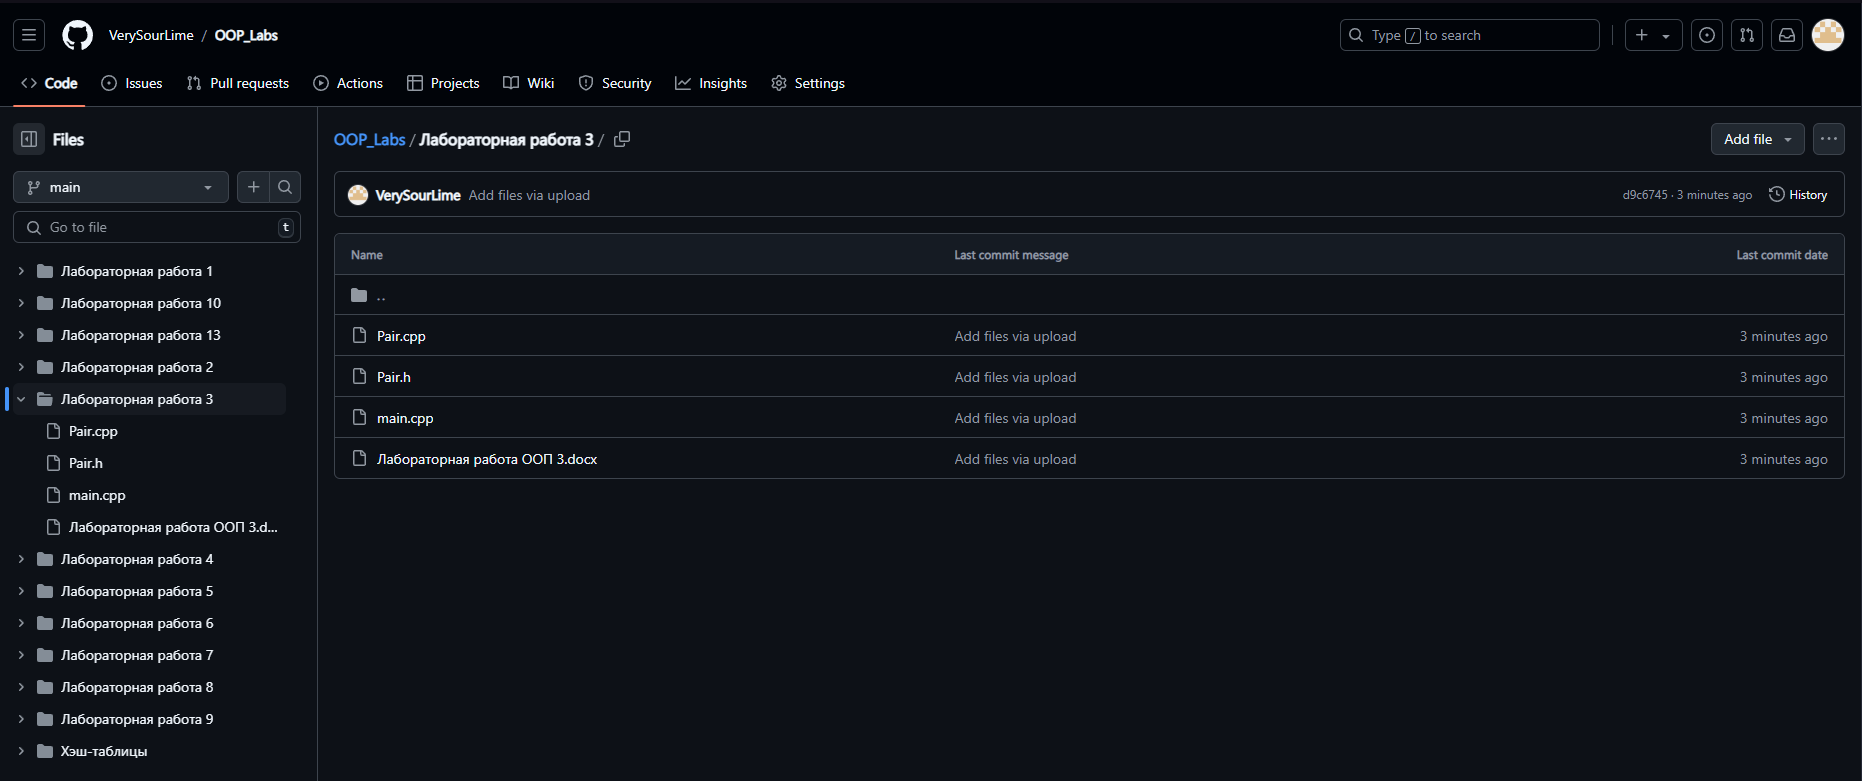 VerySourLime / OOP_Labs
Type / to search
Code Issues Pull requests Actions Projects Wiki Security Insights Settings
Files
main
Go to file t
Лабораторная работа 1
Лабораторная работа 10
Лабораторная работа 13
Лабораторная работа 2
Лабораторная работа 3
Pair.cpp
Pair.h
main.cpp
Лабораторная работа ООП 3.d...
Лабораторная работа 4
Лабораторная работа 5
Лабораторная работа 6
Лабораторная работа 7
Лабораторная работа 8
Лабораторная работа 9
Хэш-таблицы
OOP_Labs / Лабораторная работа 3 /
Add file
VerySourLime Add files via upload d9c6745 · 3 minutes ago History
Name Last commit message Last commit date
..
Pair.cpp Add files via upload 3 minutes ago
Pair.h Add files via upload 3 minutes ago
main.cpp Add files via upload 3 minutes ago
Лабораторная работа ООП 3.docx Add files via upload 3 minutes ago